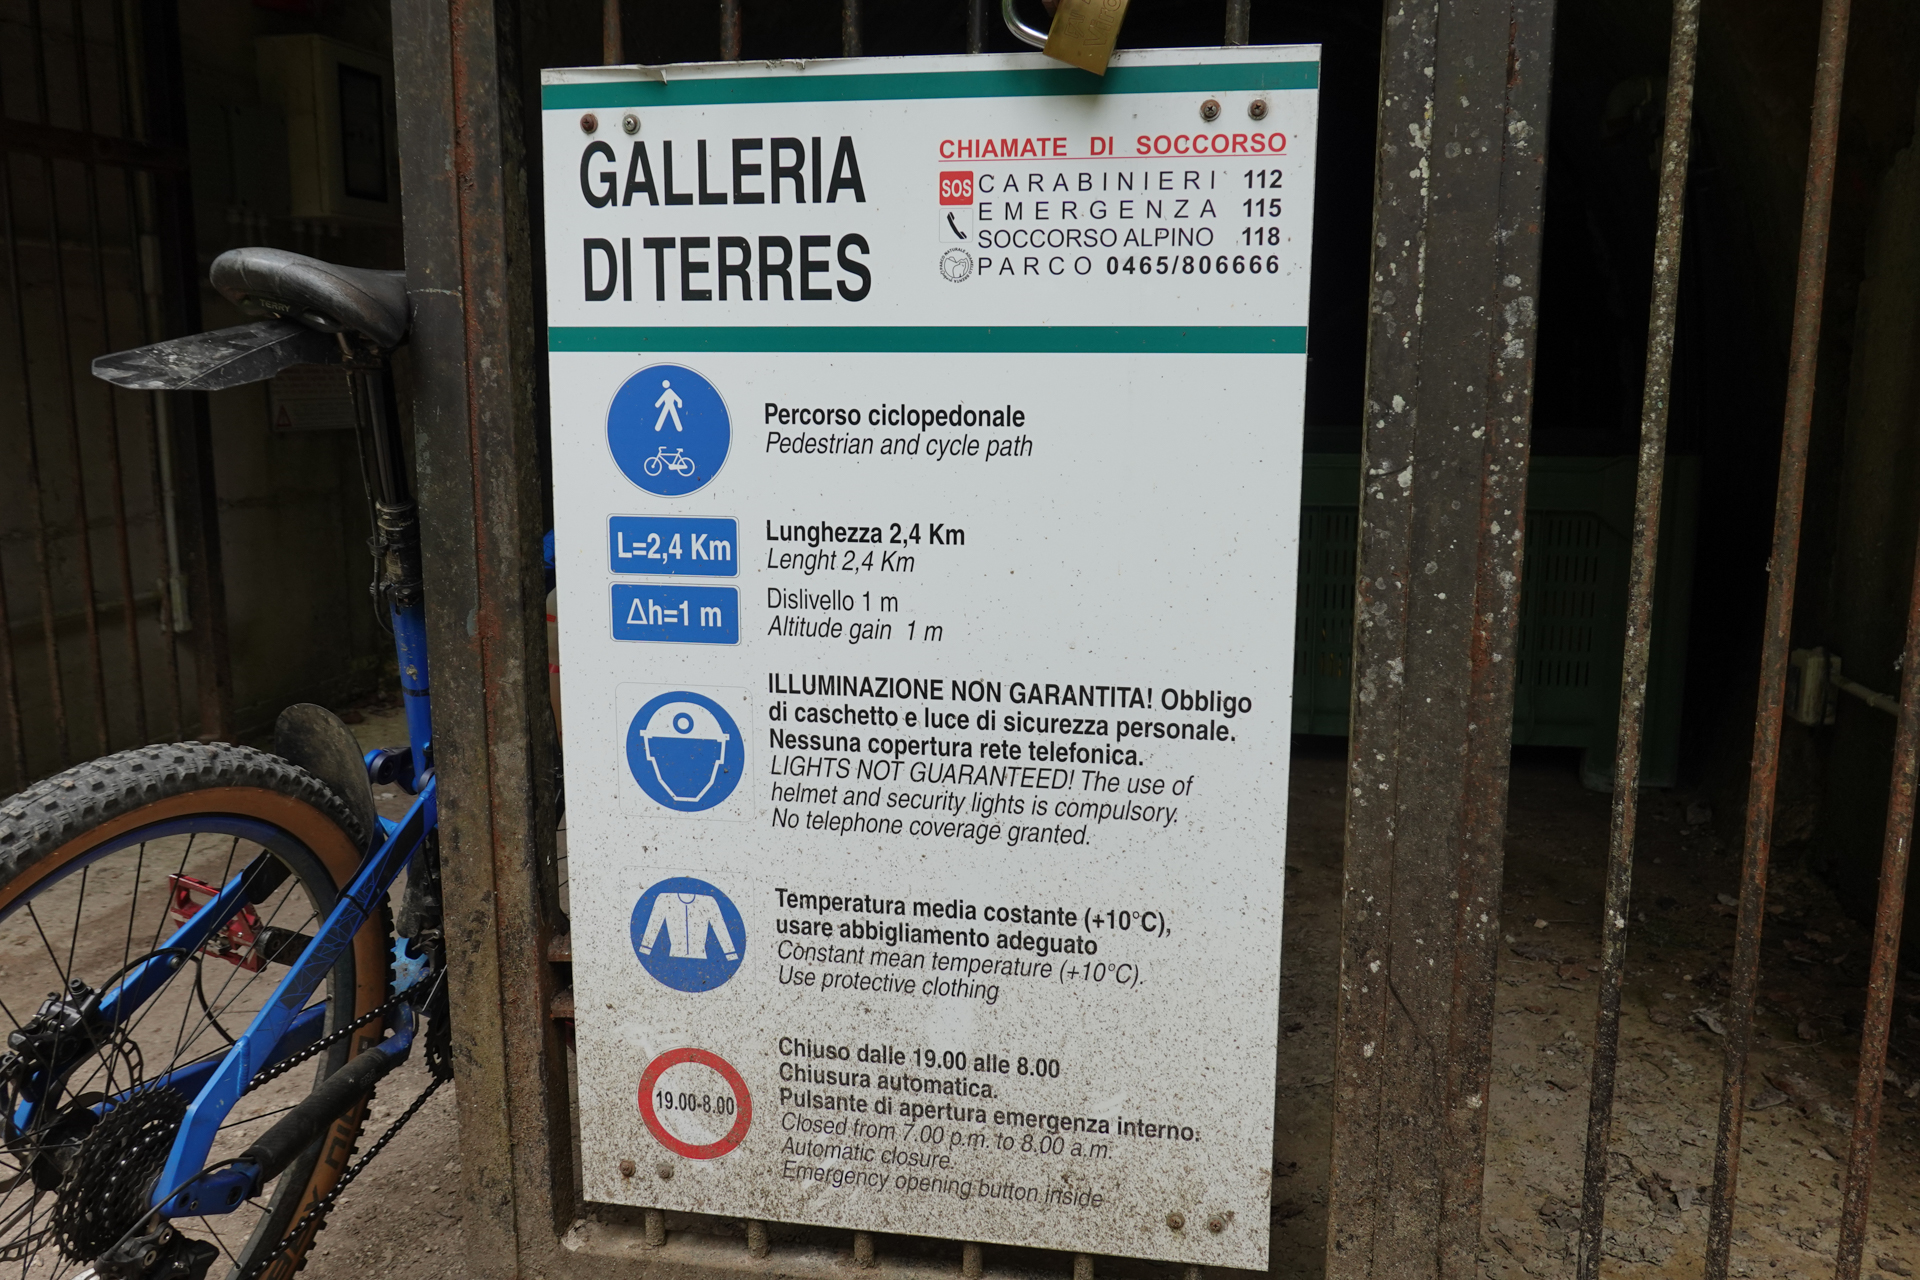 GALLERIA
DI TERRES
CHIAMATE DI SOCCORSO
SOS CARABINIERI 112
EMERGENZA 115
SOCCORSO ALPINO 118
PARCO 0465/806666
Percorso ciclopedonale
Pedestrian and cycle path
L=2,4 Km
Lunghezza 2,4 Km
Lenght 2,4 Km
Δh=1 m
Dislivello 1 m
Altitude gain 1 m
ILLUMINAZIONE NON GARANTITA! Obbligo
di caschetto e luce di sicurezza personale.
Nessuna copertura rete telefonica.
LIGHTS NOT GUARANTEED! The use of
helmet and security lights is compulsory.
No telephone coverage granted.
Temperatura media costante (+10°C),
usare abbigliamento adeguato
Constant mean temperature (+10°C).
Use protective clothing
19.00-8.00
Chiuso dalle 19.00 alle 8.00
Chiusura automatica.
Pulsante di apertura emergenza interno.
Closed from 7.00 p.m. to 8.00 a.m.
Automatic closure.
Emergency opening button inside
TERRY